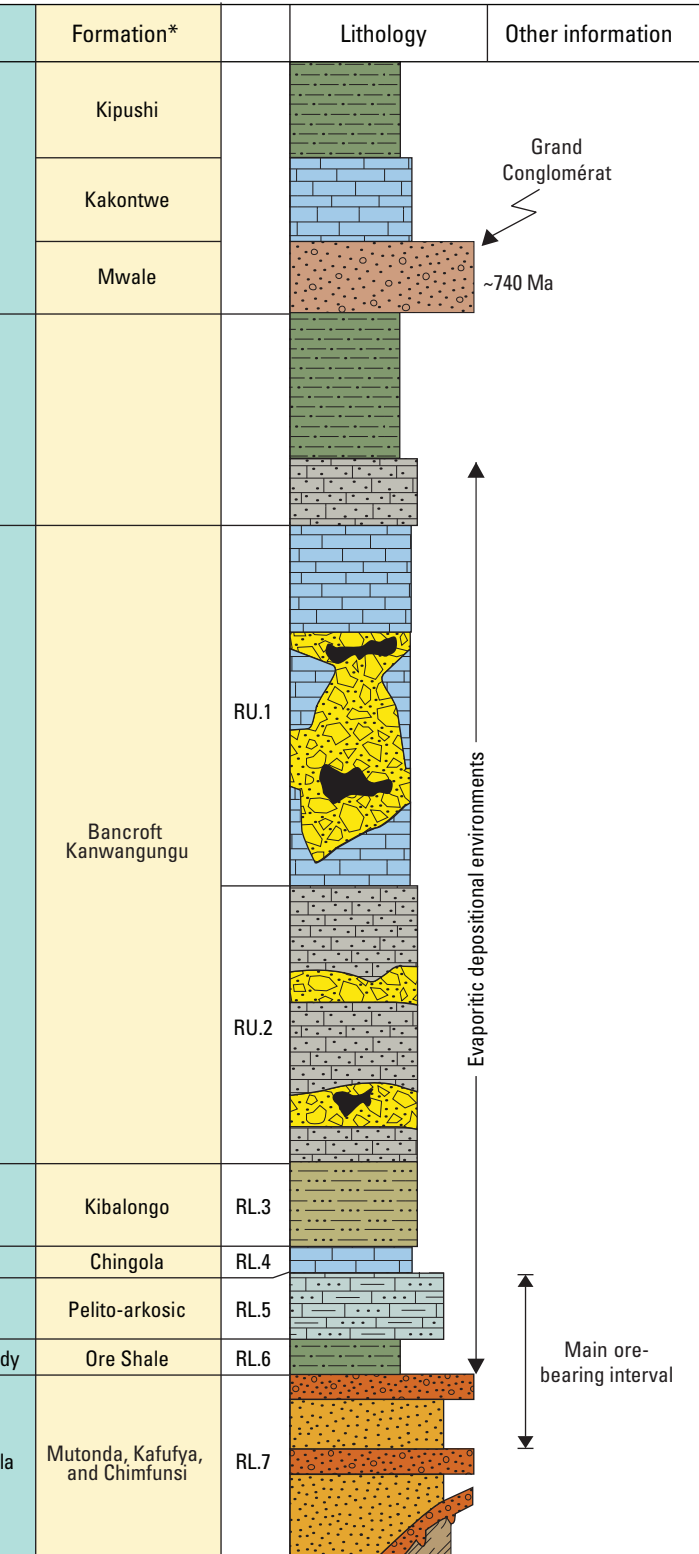 Formation*
Lithology
Other information
Kipushi
Grand
Conglomérat
Kakontwe
Mwale
~740 Ma
RU.1
Evaporitic depositional environments
Bancroft
Kanwangungu
RU.2
Kibalongo
RL.3
Chingola
RL.4
Pelito-arkosic
RL.5
Main ore-
bearing interval
dy
Ore Shale
RL.6
la
Mutonda, Kafufya,
and Chimfunsi
RL.7